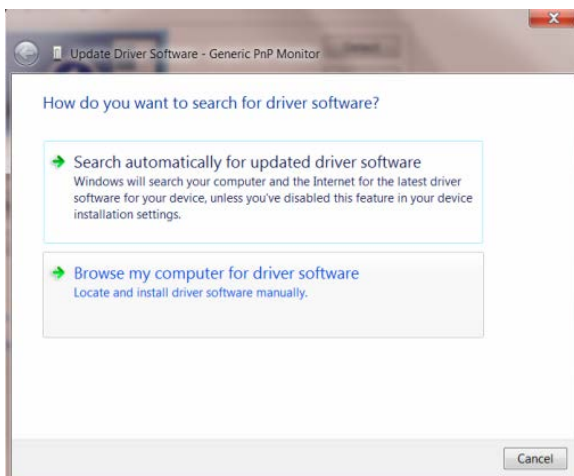 Update Driver Software - Generic PnP Monitor
How do you want to search for driver software?
Search automatically for updated driver software
Windows will search your computer and the Internet for the latest driver
software for your device, unless you've disabled this feature in your device
installation settings.
Browse my computer for driver software
Locate and install driver software manually.
Cancel